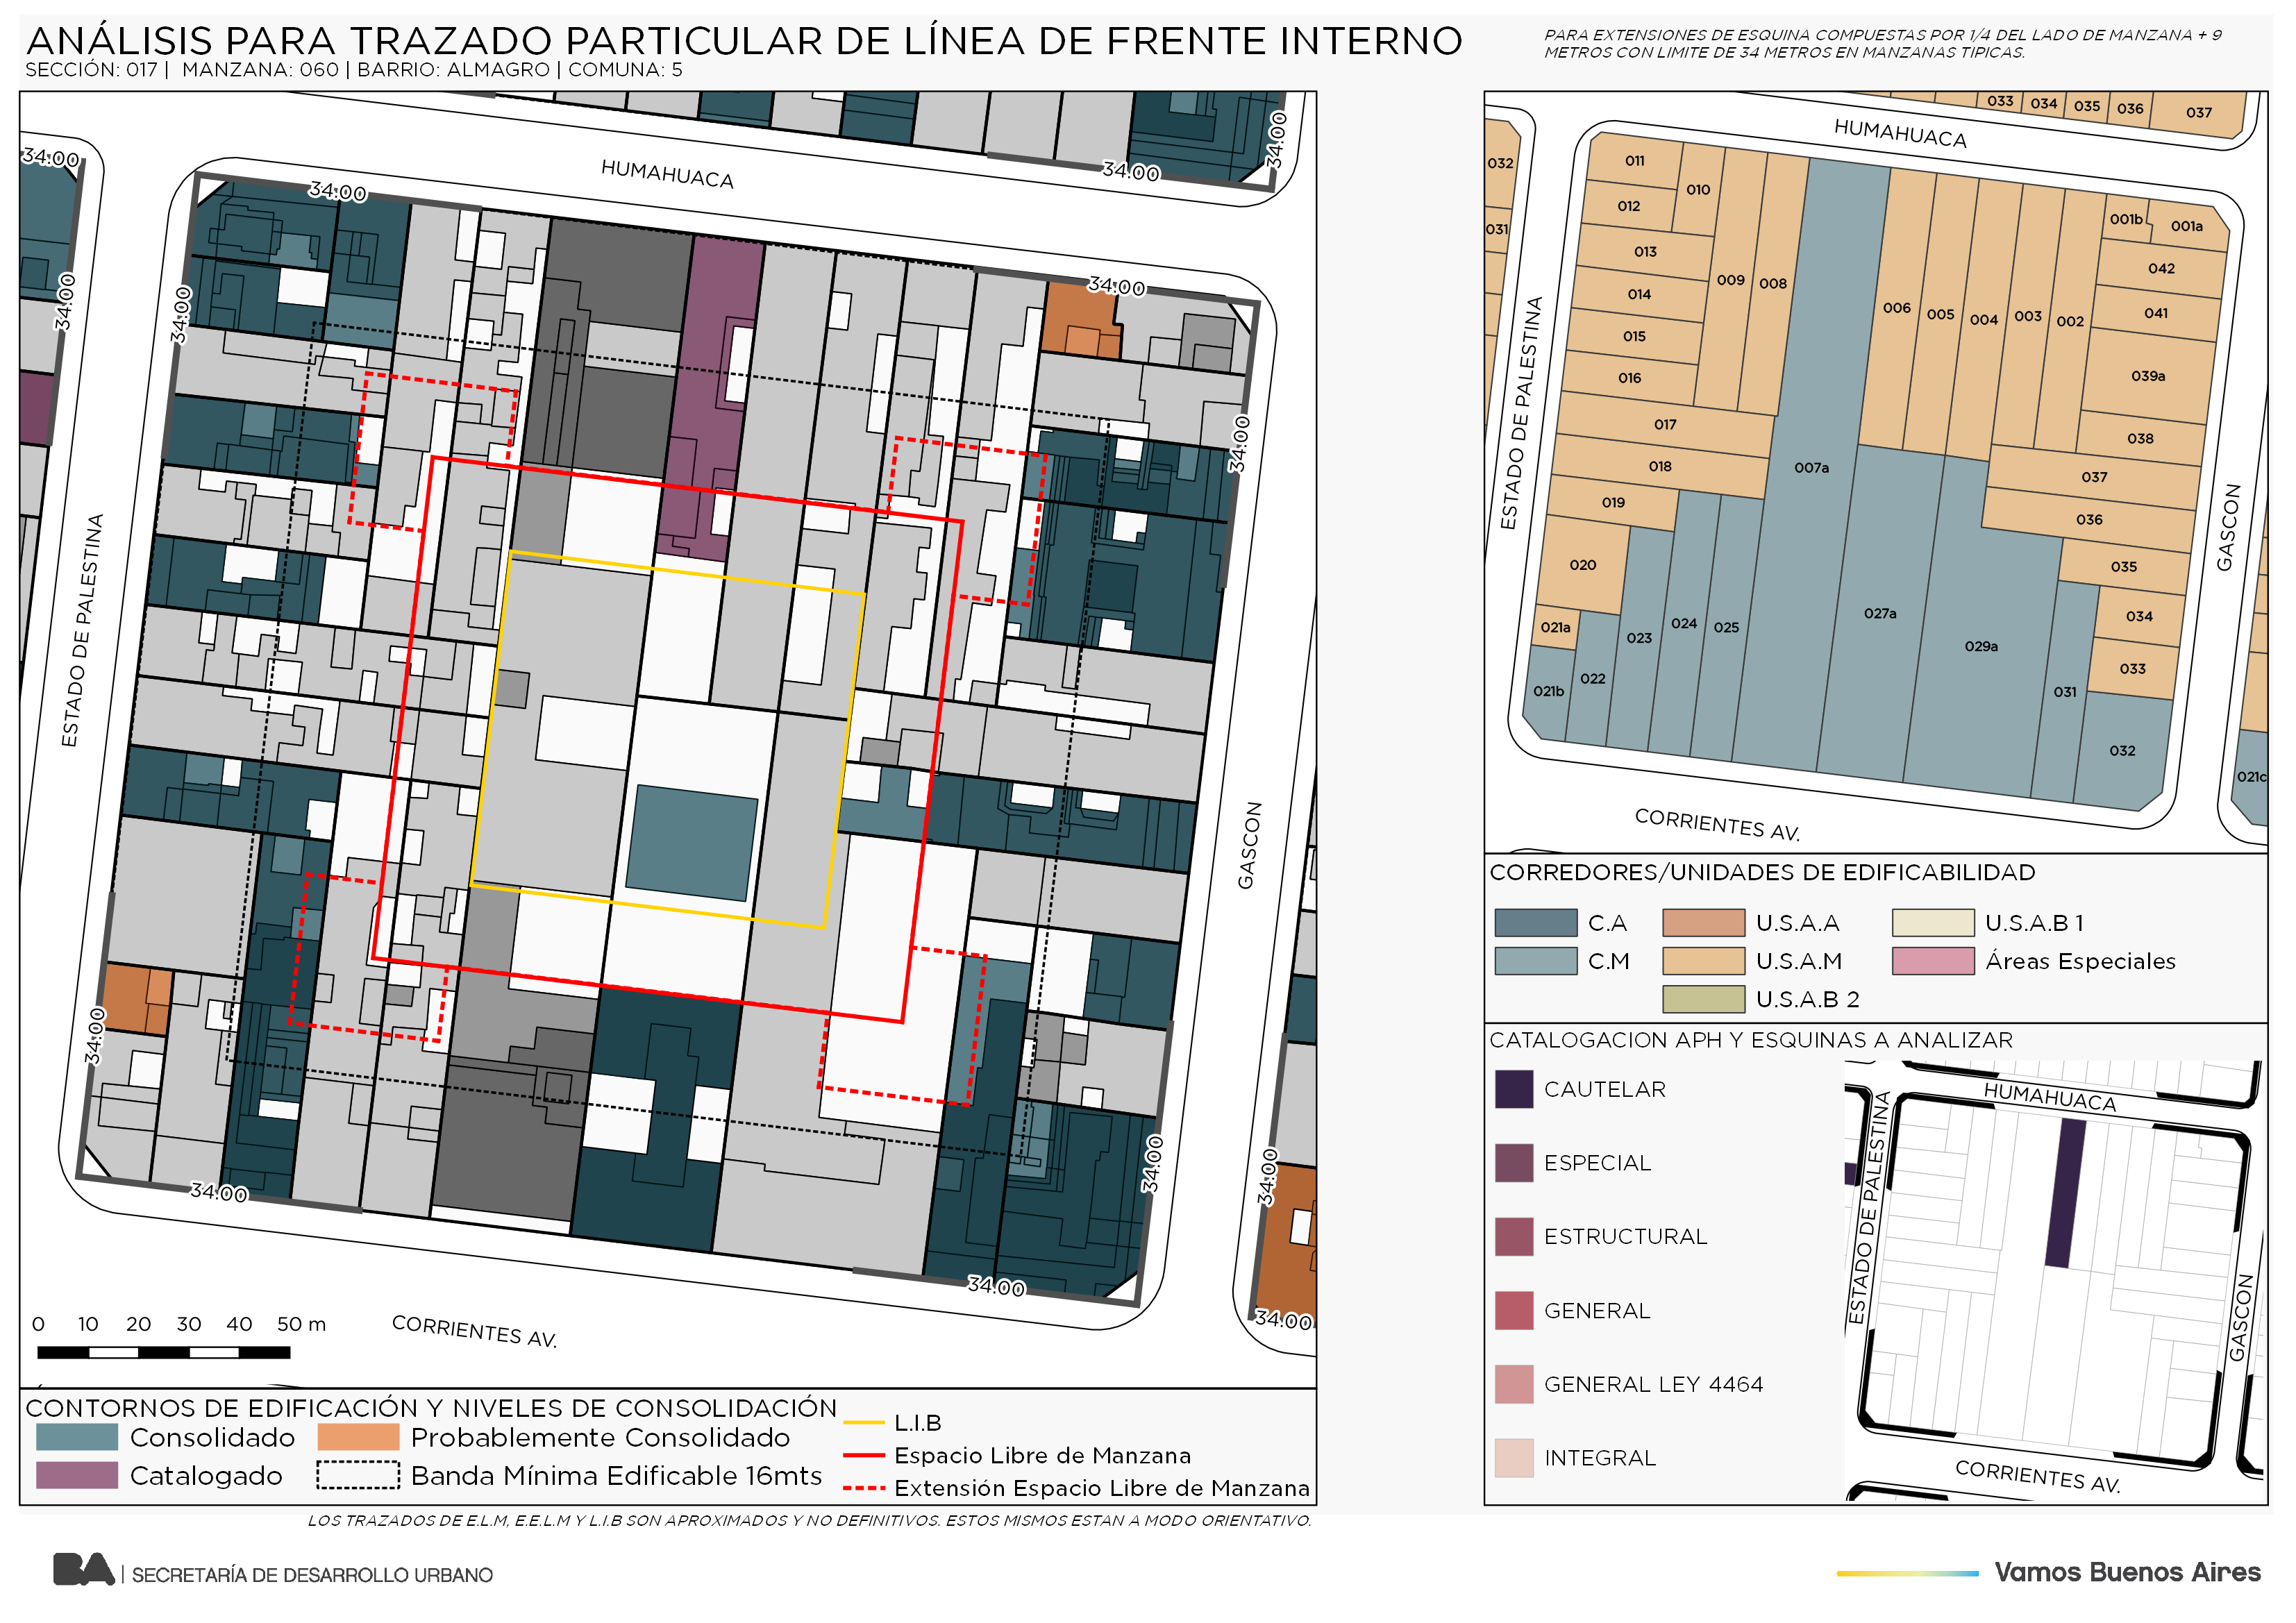 ANÁLISIS PARA TRAZADO PARTICULAR DE LÍNEA DE FRENTE INTERNO
SECCIÓN: 017 | MANZANA: 060 | BARRIO: ALMAGRO | COMUNA: 5
PARA EXTENSIONES DE ESQUINA COMPUESTAS POR 1/4 DEL LADO DE MANZANA + 9
METROS CON LIMITE DE 34 METROS EN MANZANAS TIPICAS.
34.00
34.00
34.00
34.00
HUMAHUACA
34.00
34.00
34.00
34.00
34.00
ESTADO DE PALESTINA
GASCON
34.00
34.00
34.00
34.00
34.00
34.00
0 10 20 30 40 50 m
CORRIENTES AV.
CONTORNOS DE EDIFICACIÓN Y NIVELES DE CONSOLIDACIÓN
Consolidado
Probablemente Consolidado
Catalogado
Banda Mínima Edificable 16mts
L.I.B
Espacio Libre de Manzana
Extensión Espacio Libre de Manzana
LOS TRAZADOS DE E.L.M, E.E.L.M Y L.I.B SON APROXIMADOS Y NO DEFINITIVOS. ESTOS MISMOS ESTAN A MODO ORIENTATIVO.
033 034 035 036 037
HUMAHUACA
032
031
011
010
012
013
009
008
014
015
016
017
018
019
020
021a
021b
022
023
024
025
007a
027a
029a
006
005
004
003
002
001b
001a
042
041
039a
038
037
036
035
034
033
031
032
021c
ESTADO DE PALESTINA
GASCON
CORRIENTES AV.
CORREDORES/UNIDADES DE EDIFICABILIDAD
C.A
U.S.A.A
U.S.A.B 1
C.M
U.S.A.M
Áreas Especiales
U.S.A.B 2
CATALOGACION APH Y ESQUINAS A ANALIZAR
CAUTELAR
ESPECIAL
ESTRUCTURAL
GENERAL
GENERAL LEY 4464
INTEGRAL
HUMAHUACA
ESTADO DE PALESTINA
GASCON
CORRIENTES AV.
BA | SECRETARÍA DE DESARROLLO URBANO
Vamos Buenos Aires